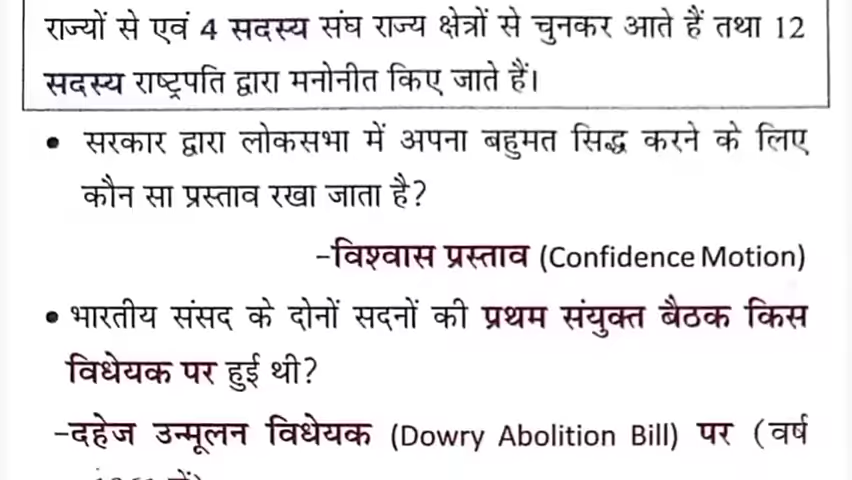 राज्यों से एवं 4 सदस्य संघ राज्य क्षेत्रों से चुनकर आते हैं तथा 12
सदस्य राष्ट्रपति द्वारा मनोनीत किए जाते हैं।
• सरकार द्वारा लोकसभा में अपना बहुमत सिद्ध करने के लिए
कौन सा प्रस्ताव रखा जाता है?
–विश्वास प्रस्ताव (Confidence Motion)
• भारतीय संसद के दोनों सदनों की प्रथम संयुक्त बैठक किस
विधेयक पर हुई थी?
–दहेज उन्मूलन विधेयक (Dowry Abolition Bill) पर (वर्ष